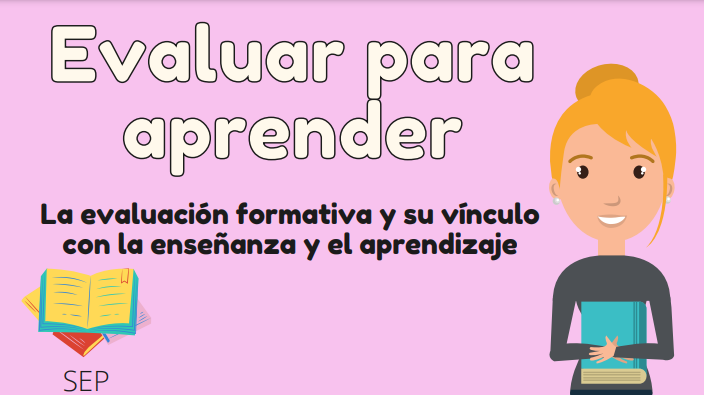 Evaluar para
aprender
La evaluación formativa y su vínculo
con la enseñanza y el aprendizaje
SEP